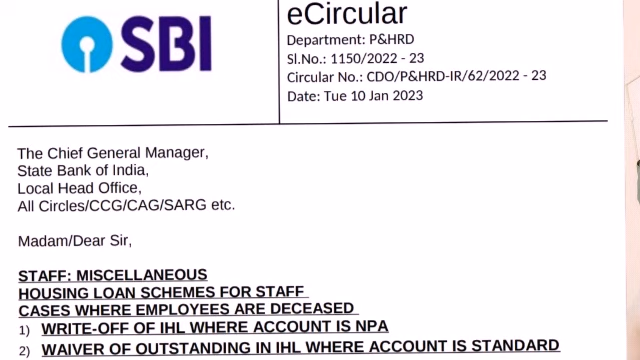 SBI
eCircular
Department: P&HRD
Sl.No.: 1150/2022 - 23
Circular No.: CDO/P&HRD-IR/62/2022 - 23
Date: Tue 10 Jan 2023
The Chief General Manager,
State Bank of India,
Local Head Office,
All Circles/CCG/CAG/SARG etc.
Madam/Dear Sir,
STAFF: MISCELLANEOUS
HOUSING LOAN SCHEMES FOR STAFF
CASES WHERE EMPLOYEES ARE DECEASED
1) WRITE-OFF OF IHL WHERE ACCOUNT IS NPA
2) WAIVER OF OUTSTANDING IN IHL WHERE ACCOUNT IS STANDARD